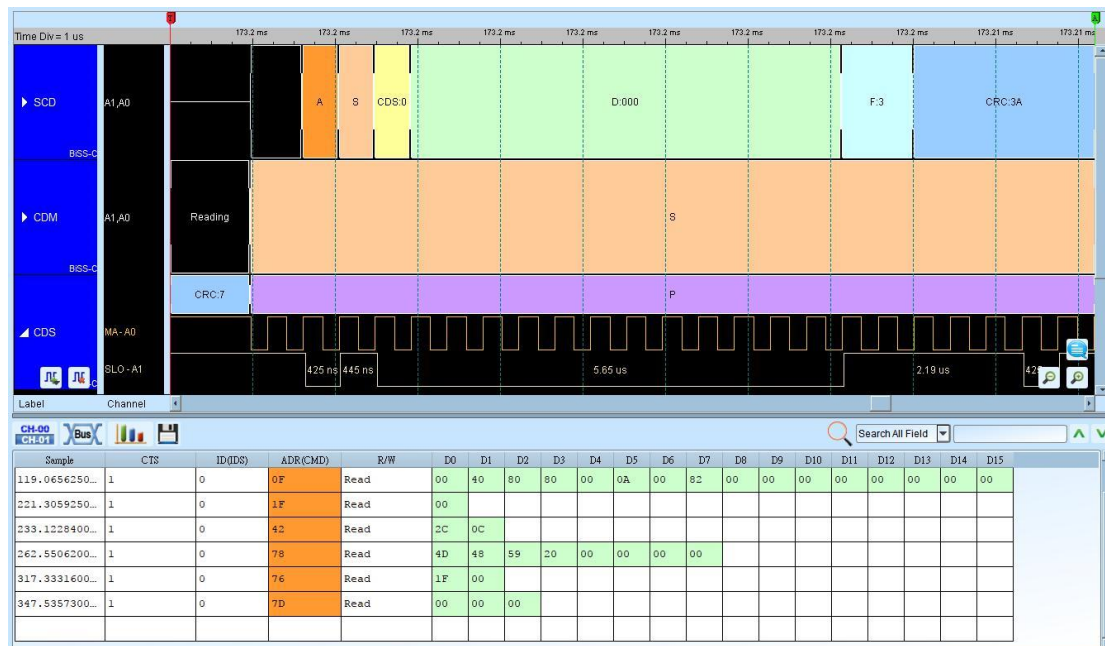 Time Div = 1 us 173.2 ms 173.2 ms 173.2 ms 173.2 ms 173.2 ms 173.2 ms 173.2 ms 173.2 ms 173.2 ms 173.21 ms 173.21 ms
SCD A1,A0 A S CDS:0 D:000 F:3 CRC:3A
BiSS-C
CDM A1,A0 Reading S
BiSS-C
CRC:7 P
CDS MA - A0
SLO - A1 425 ns 445 ns 5.65 us 2.19 us
Label Channel
CH-00 Bus Search All Field
CH-01
Sample CTS ID(IDS) ADR(CMD) R/W D0 D1 D2 D3 D4 D5 D6 D7 D8 D9 D10 D11 D12 D13 D14 D15
119.0656250... 1 0 0F Read 00 40 80 80 00 0A 00 82 00 00 00 00 00 00 00 00
221.3059250... 1 0 1F Read 00
233.1228400... 1 0 42 Read 2C 0C
262.5506200... 1 0 78 Read 4D 48 59 20 00 00 00 00
317.3331600... 1 0 76 Read 1F 00
347.5357300... 1 0 7D Read 00 00 00